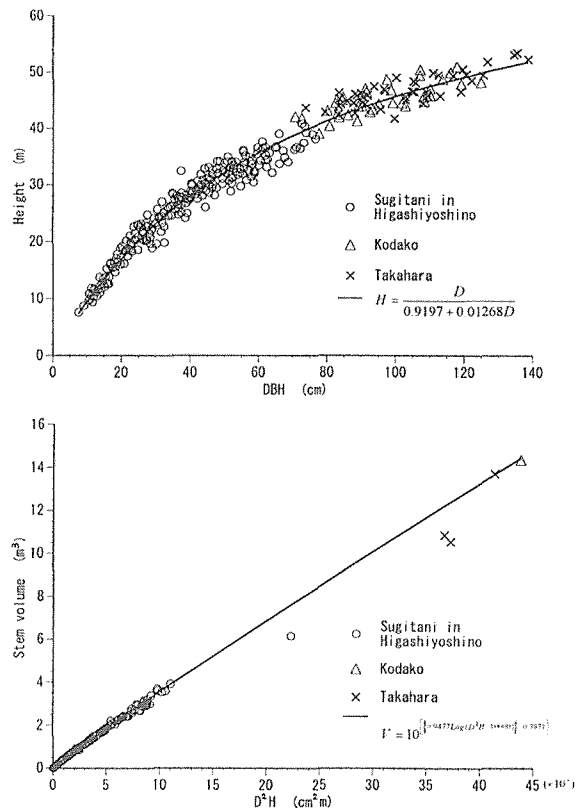 60
50
40
30
20
10
0
Height (m)
0 20 40 60 80 100 120 140
DBH (cm)
Sugitani in
Higashiyoshino
Kodako
Takahara
H = D / 0.9197 + 0.01268D
16
14
12
10
8
6
4
2
0
Stem volume (m³)
0 5 10 15 20 25 30 35 40 45
D²H (cm²m)
Sugitani in
Higashiyoshino
Kodako
Takahara
V = 10